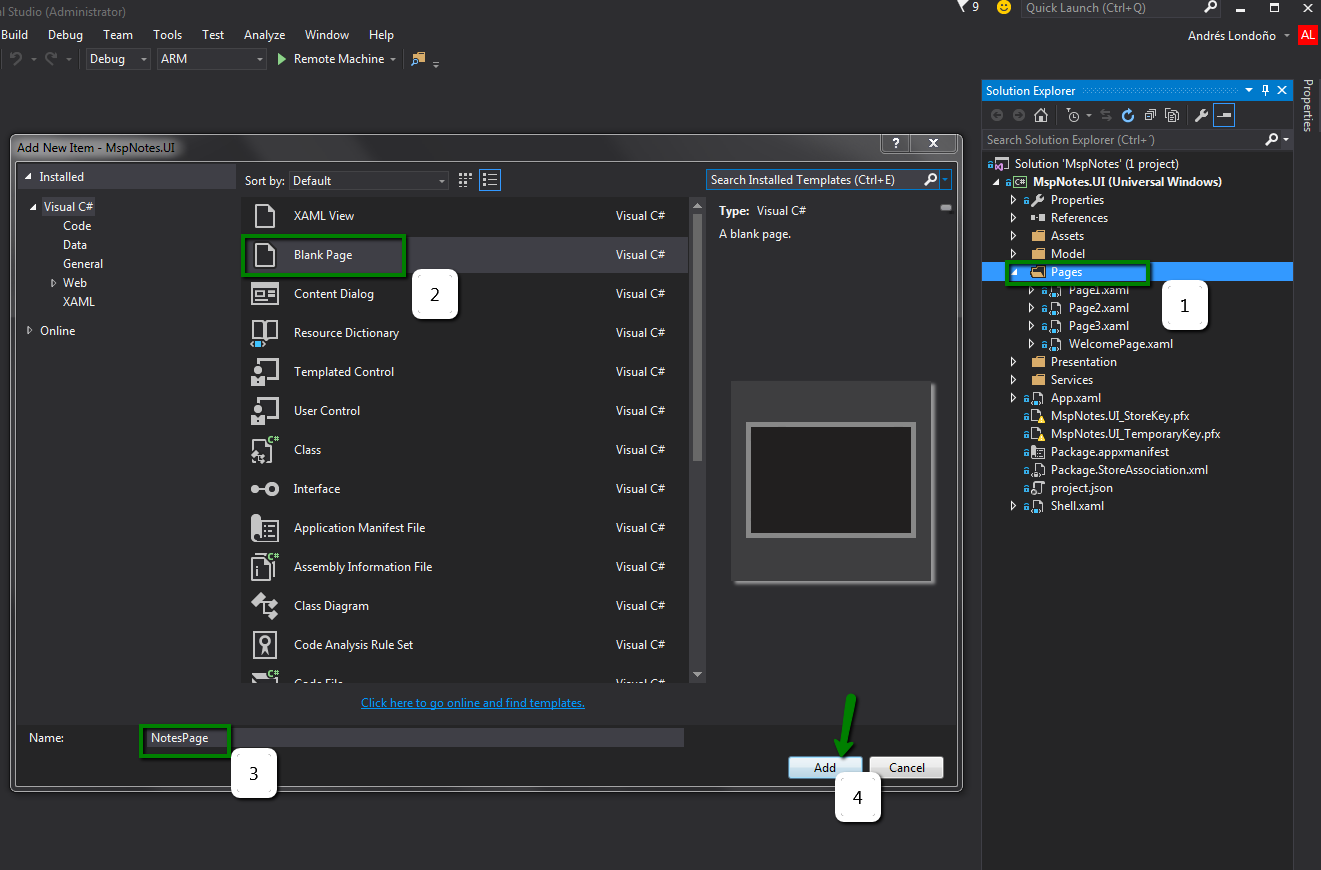 al Studio (Administrator)
9
Quick Launch (Ctrl+Q)
Build Debug Team Tools Test Analyze Window Help
Andrés Londoño
AL
Debug
ARM
Remote Machine
Solution Explorer
Properties
Search Solution Explorer (Ctrl+´)
Solution 'MspNotes' (1 project)
C# MspNotes.UI (Universal Windows)
Properties
References
Assets
Model
Pages
1
Page1.xaml
Page2.xaml
Page3.xaml
WelcomePage.xaml
Presentation
Services
App.xaml
MspNotes.UI_StoreKey.pfx
MspNotes.UI_TemporaryKey.pfx
Package.appxmanifest
Package.StoreAssociation.xml
project.json
Shell.xaml
Add New Item - MspNotes.UI
?
Installed
Visual C#
Code
Data
General
Web
XAML
Online
Sort by: Default
Search Installed Templates (Ctrl+E)
XAML View Visual C#
Blank Page Visual C#
2
Content Dialog Visual C#
Resource Dictionary Visual C#
Templated Control Visual C#
User Control Visual C#
C# Class Visual C#
Interface Visual C#
Application Manifest File Visual C#
C# Assembly Information File Visual C#
Class Diagram Visual C#
Code Analysis Rule Set Visual C#
C# Code File Visual C#
Type: Visual C#
A blank page.
Click here to go online and find templates.
Name: NotesPage
3
Add
Cancel
4